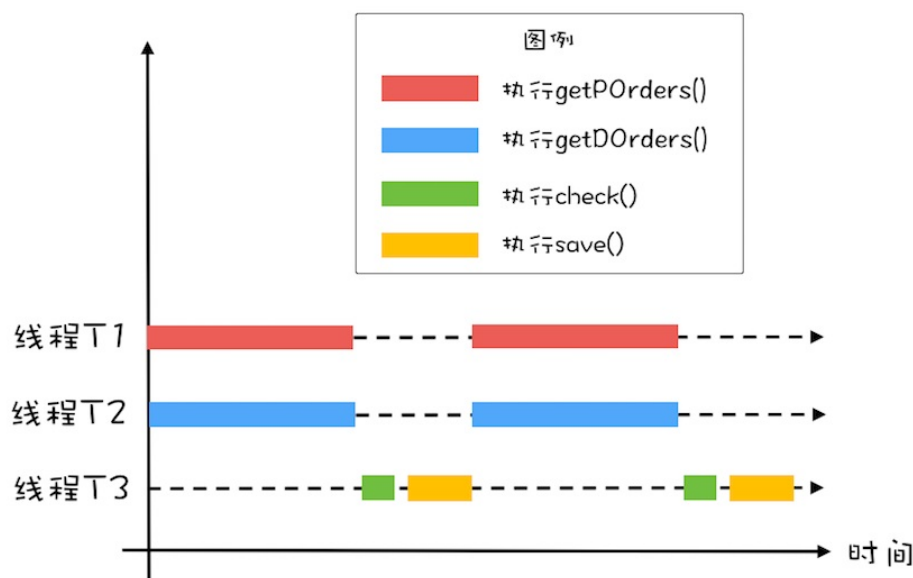 图例
执行getPOrders()
执行getDOrders()
执行check()
执行save()
线程T1
线程T2
线程T3
时间